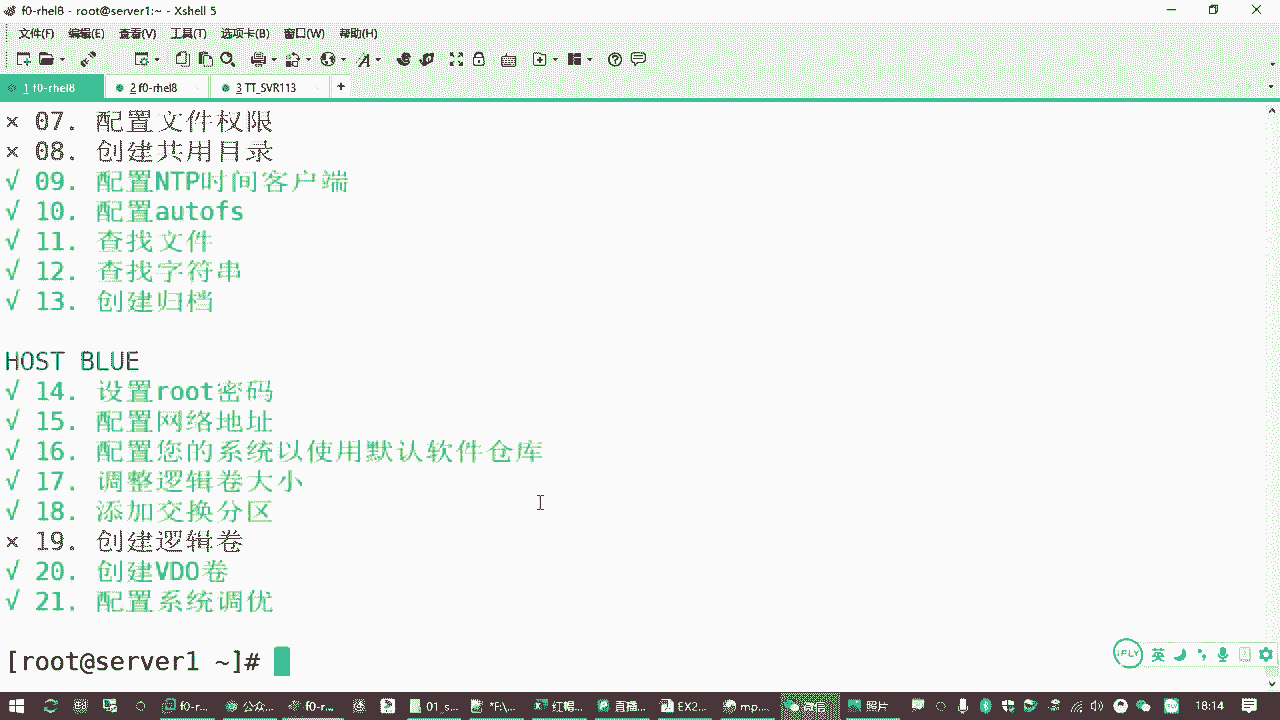 f0-rhel8 - root@server1:~ - Xshell 5
文件(F) 编辑(E) 查看(V) 工具(T) 选项卡(B) 窗口(W) 帮助(H)
1 f0-rhel8 2 f0-rhel8 3 TT_SVR113 +
× 07. 配置文件权限
× 08. 创建共用目录
√ 09. 配置NTP时间客户端
√ 10. 配置autofs
√ 11. 查找文件
√ 12. 查找字符串
√ 13. 创建归档
HOST BLUE
√ 14. 设置root密码
√ 15. 配置网络地址
√ 16. 配置您的系统以使用默认软件仓库
√ 17. 调整逻辑卷大小
√ 18. 添加交换分区
× 19. 创建逻辑卷
√ 20. 创建VDO卷
√ 21. 配置系统调优
[root@server1 ~]#
iFLY 英
f0-r... 公众... f0-r... 01_s... *F:\... 红帽... 直播... EX2... mp... 照片 18:14